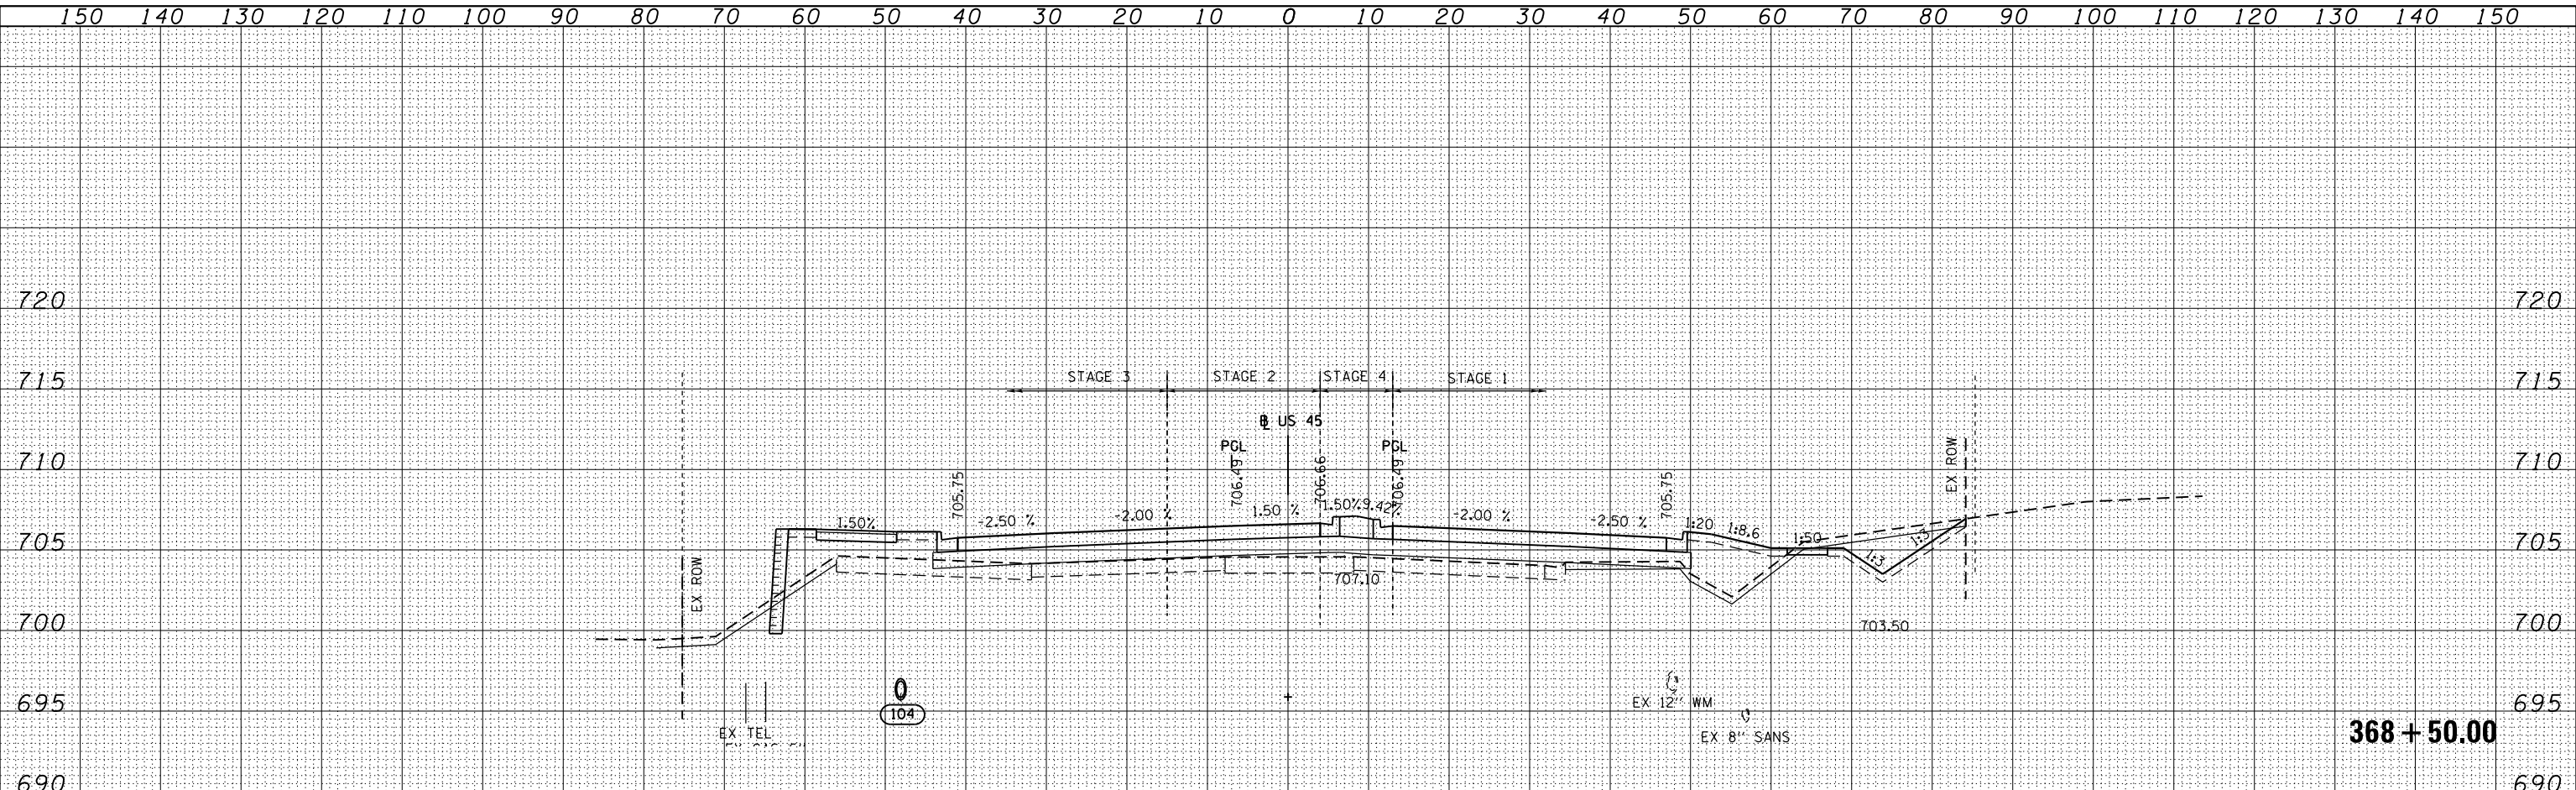 150 140 130 120 110 100 90 80 70 60 50 40 30 20 10 0 10 20 30 40 50 60 70 80 90 100 110 120 130 140 150
720 720
715 715
STAGE 3 STAGE 2 STAGE 4 STAGE 1
℄ US 45
PGL PGL
710 710
EX ROW
705.75 706.49 706.66 706.49 705.75
1.50% -2.50 % -2.00 % 1.50 % 1.50% 9.42% -2.00 % -2.50 % 1:20 1:8.6 1:50 1:3 1:3
705 705
EX ROW
707.10
700 700
703.50
695 695
104
EX 12" WM
EX TEL
EX 8" SANS
368+50.00
690 690